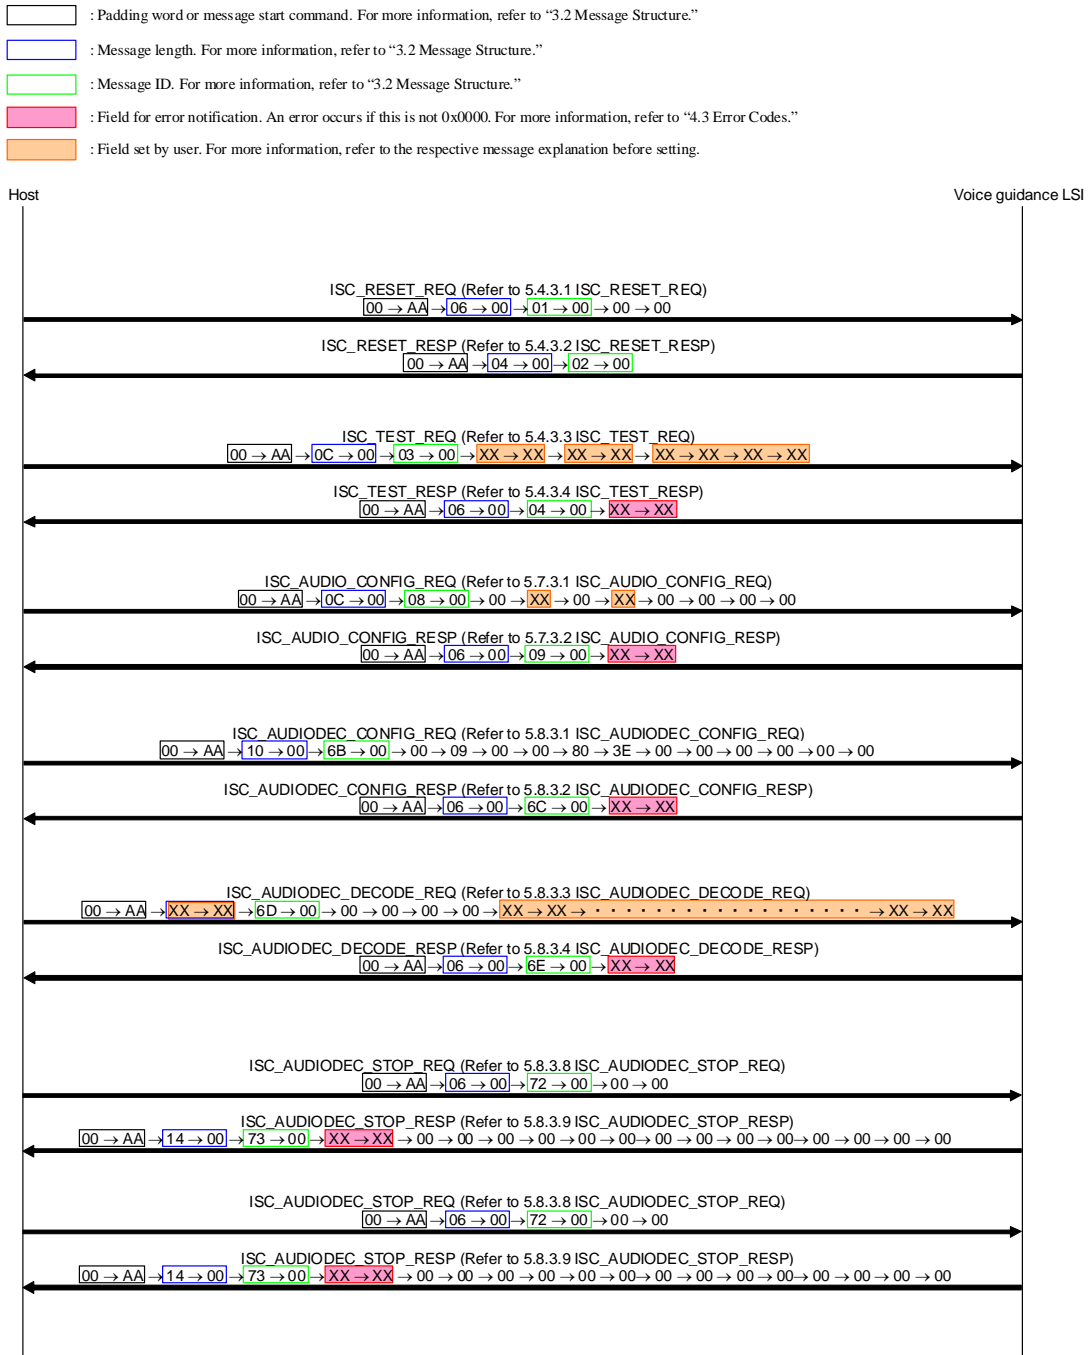 : Padding word or message start command. For more information, refer to “3.2 Message Structure.”
: Message length. For more information, refer to “3.2 Message Structure.”
: Message ID. For more information, refer to “3.2 Message Structure.”
: Field for error notification. An error occurs if this is not 0x0000. For more information, refer to “4.3 Error Codes.”
: Field set by user. For more information, refer to the respective message explanation before setting.
Host Voice guidance LSI
ISC_RESET_REQ (Refer to 5.4.3.1 ISC_RESET_REQ)
00 → AA → 06 → 00 → 01 → 00 → 00 → 00
ISC_RESET_RESP (Refer to 5.4.3.2 ISC_RESET_RESP)
00 → AA → 04 → 00 → 02 → 00
ISC_TEST_REQ (Refer to 5.4.3.3 ISC_TEST_REQ)
00 → AA → 0C → 00 → 03 → 00 → XX → XX → XX → XX → XX → XX → XX → XX
ISC_TEST_RESP (Refer to 5.4.3.4 ISC_TEST_RESP)
00 → AA → 06 → 00 → 04 → 00 → XX → XX
ISC_AUDIO_CONFIG_REQ (Refer to 5.7.3.1 ISC_AUDIO_CONFIG_REQ)
00 → AA → 0C → 00 → 08 → 00 → 00 → XX → 00 → XX → 00 → 00 → 00 → 00
ISC_AUDIO_CONFIG_RESP (Refer to 5.7.3.2 ISC_AUDIO_CONFIG_RESP)
00 → AA → 06 → 00 → 09 → 00 → XX → XX
ISC_AUDIODEC_CONFIG_REQ (Refer to 5.8.3.1 ISC_AUDIODEC_CONFIG_REQ)
00 → AA → 10 → 00 → 6B → 00 → 00 → 09 → 00 → 00 → 80 → 3E → 00 → 00 → 00 → 00 → 00 → 00
ISC_AUDIODEC_CONFIG_RESP (Refer to 5.8.3.2 ISC_AUDIODEC_CONFIG_RESP)
00 → AA → 06 → 00 → 6C → 00 → XX → XX
ISC_AUDIODEC_DECODE_REQ (Refer to 5.8.3.3 ISC_AUDIODEC_DECODE_REQ)
00 → AA → XX → XX → 6D → 00 → 00 → 00 → 00 → 00 → XX → XX → ・・・・・・・・・・・・・・・・・・ → XX → XX
ISC_AUDIODEC_DECODE_RESP (Refer to 5.8.3.4 ISC_AUDIODEC_DECODE_RESP)
00 → AA → 06 → 00 → 6E → 00 → XX → XX
ISC_AUDIODEC_STOP_REQ (Refer to 5.8.3.8 ISC_AUDIODEC_STOP_REQ)
00 → AA → 06 → 00 → 72 → 00 → 00 → 00
ISC_AUDIODEC_STOP_RESP (Refer to 5.8.3.9 ISC_AUDIODEC_STOP_RESP)
00 → AA → 14 → 00 → 73 → 00 → XX → XX → 00 → 00 → 00 → 00 → 00 → 00 → 00 → 00 → 00 → 00 → 00 → 00 → 00 → 00
ISC_AUDIODEC_STOP_REQ (Refer to 5.8.3.8 ISC_AUDIODEC_STOP_REQ)
00 → AA → 06 → 00 → 72 → 00 → 00 → 00
ISC_AUDIODEC_STOP_RESP (Refer to 5.8.3.9 ISC_AUDIODEC_STOP_RESP)
00 → AA → 14 → 00 → 73 → 00 → XX → XX → 00 → 00 → 00 → 00 → 00 → 00 → 00 → 00 → 00 → 00 → 00 → 00 → 00 → 00